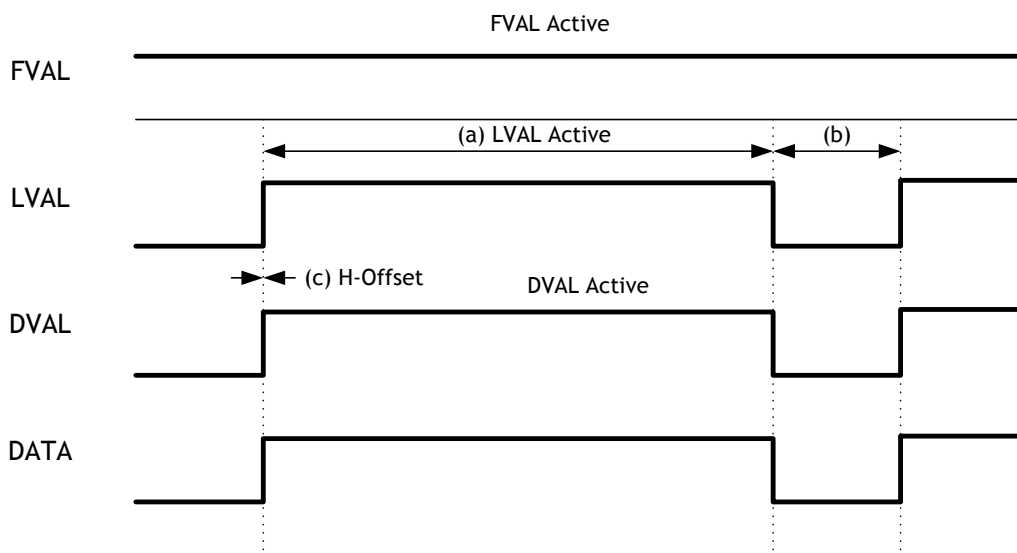 FVAL Active
FVAL
(a) LVAL Active
(b)
LVAL
(c) H-Offset
DVAL Active
DVAL
DATA